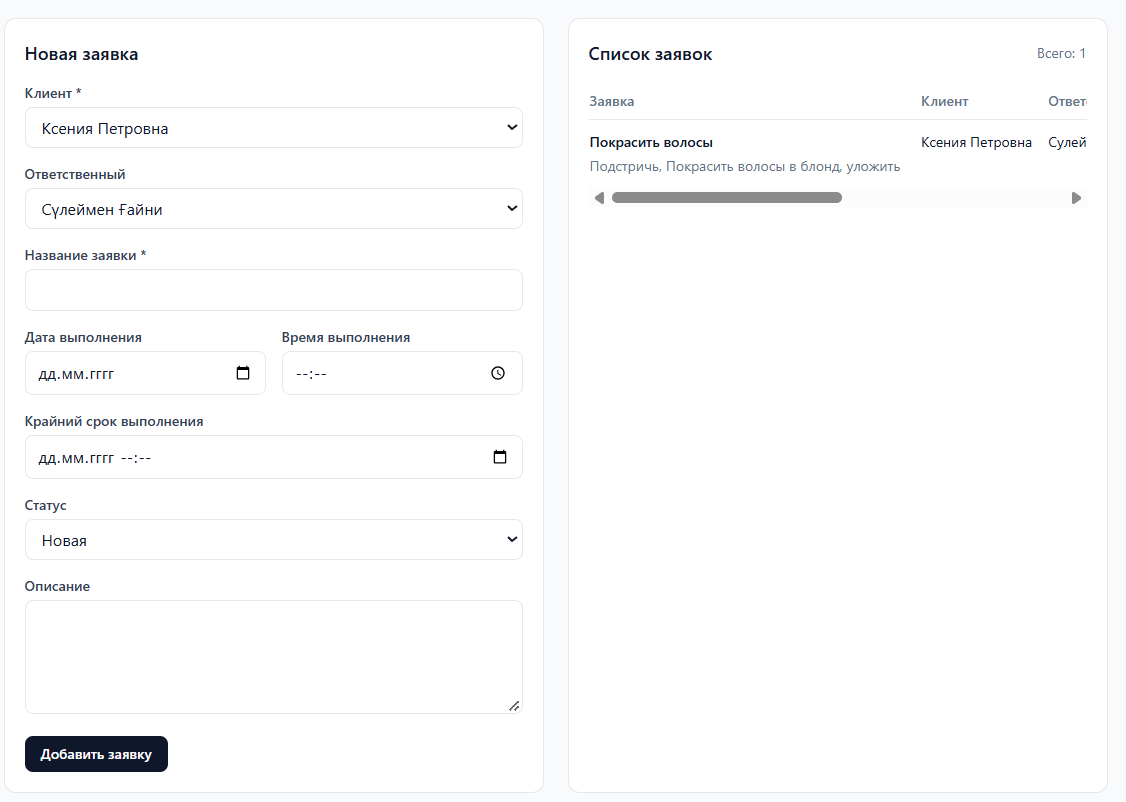 Новая заявка
Клиент *
Ксения Петровна
Ответственный
Сүлеймен Ғайни
Название заявки *
Дата выполнения
Время выполнения
дд.мм.гггг
--:--
Крайний срок выполнения
дд.мм.гггг --:--
Статус
Новая
Описание
Добавить заявку
Список заявок
Всего: 1
Заявка Клиент Ответ
Покрасить волосы Ксения Петровна Сулей
Подстричь, Покрасить волосы в блонд, уложить